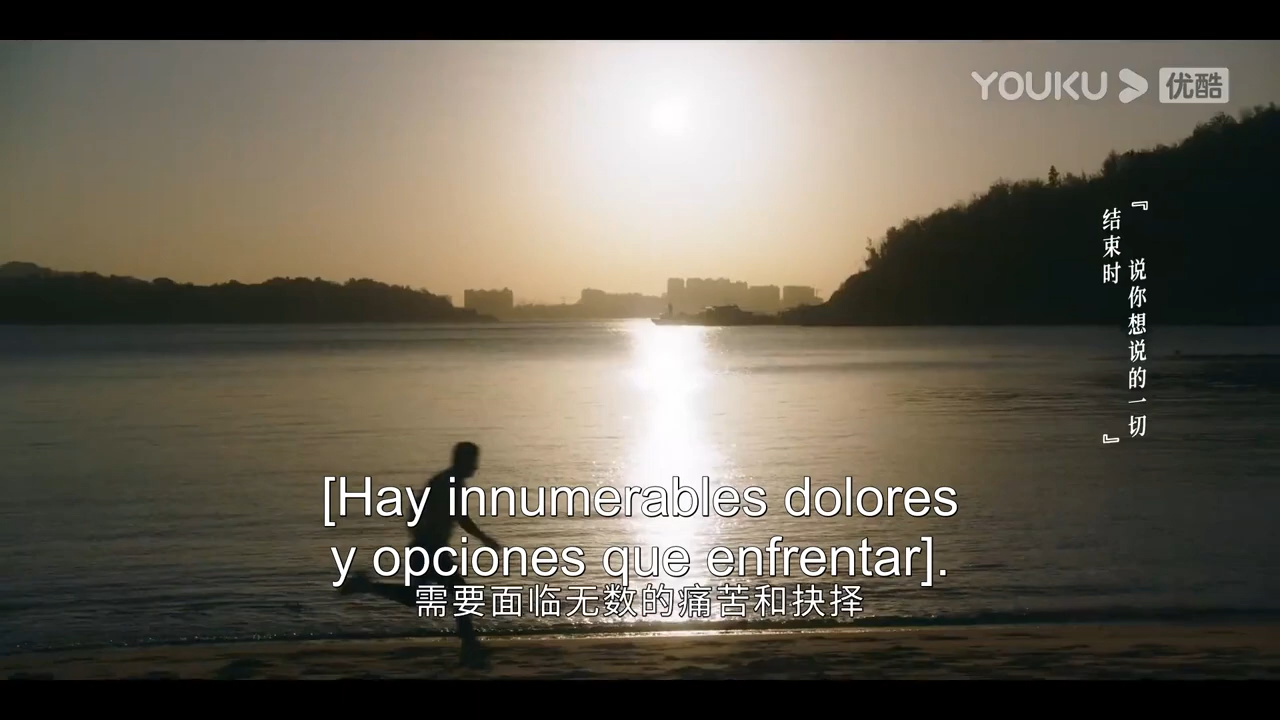 YOUKU 优酷
『结束时
说你想说的一切』
[Hay innumerables dolores
y opciones que enfrentar].
需要面临无数的痛苦和抉择